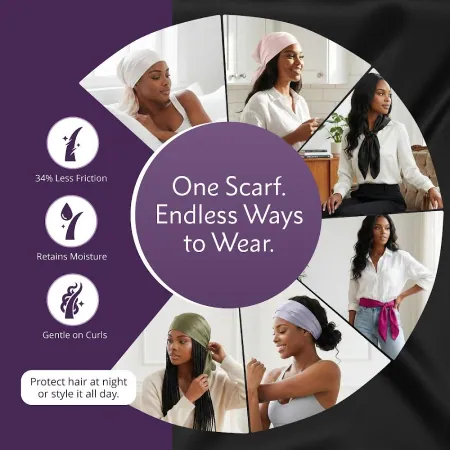 34% Less Friction
Retains Moisture
Gentle on Curls
Protect hair at night
or style it all day.
One Scarf.
Endless Ways
to Wear.